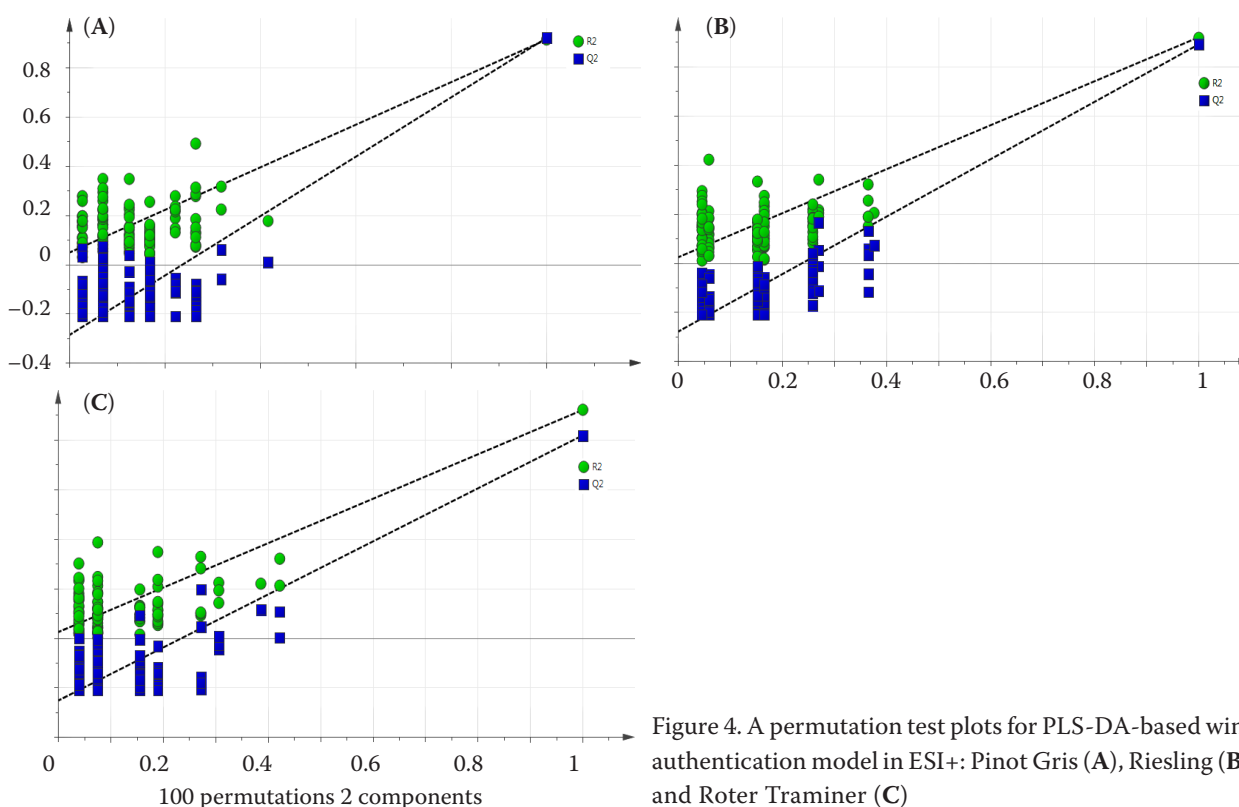 (A)
R2
Q2
0.8
0.6
0.4
0.2
0
−0.2
−0.4
(B)
R2
Q2
0 0.2 0.4 0.6 0.8 1
(C)
R2
Q2
0 0.2 0.4 0.6 0.8 1
100 permutations 2 components
Figure 4. A permutation test plots for PLS-DA-based
authentication model in ESI+: Pinot Gris (A), Riesling (B
and Roter Traminer (C)